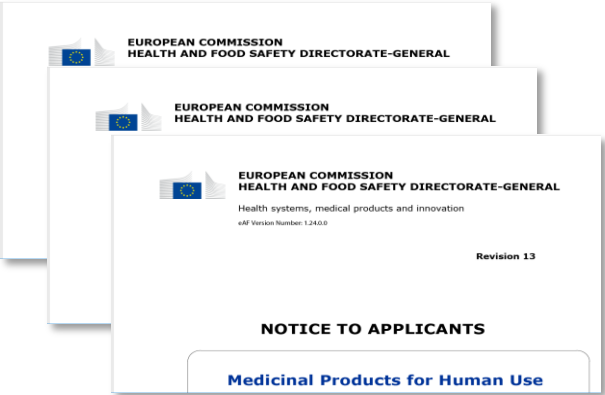 EUROPEAN COMMISSION
HEALTH AND FOOD SAFETY DIRECTORATE-GENERAL
EUROPEAN COMMISSION
HEALTH AND FOOD SAFETY DIRECTORATE-GENERAL
EUROPEAN COMMISSION
HEALTH AND FOOD SAFETY DIRECTORATE-GENERAL
Health systems, medical products and innovation
eAF Version Number: 1.24.0.0
Revision 13
NOTICE TO APPLICANTS
Medicinal Products for Human Use